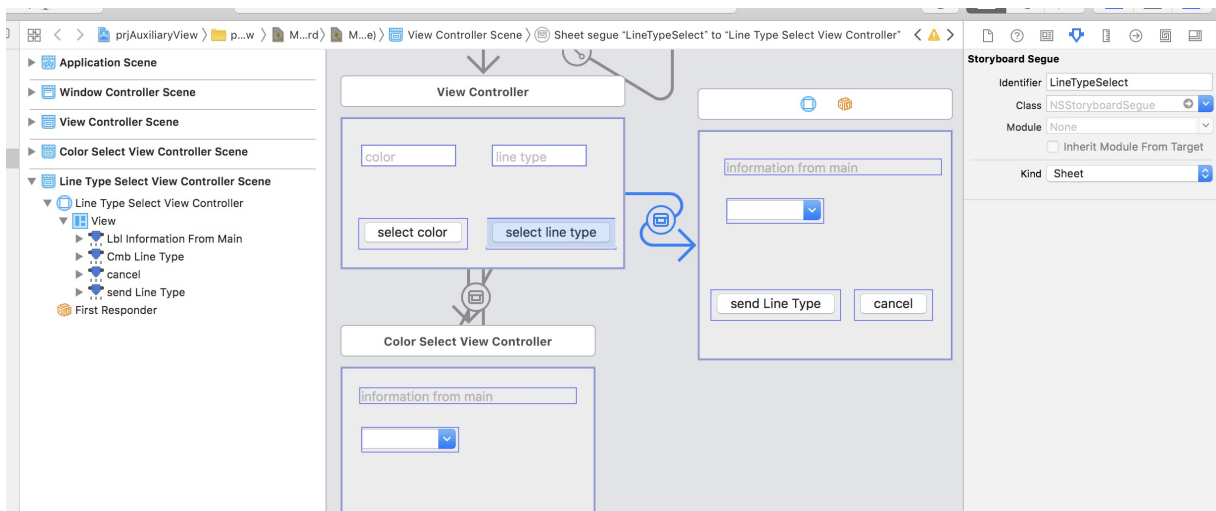 prjAuxiliaryView
p...w
M...rd)
M...e)
View Controller Scene
Sheet segue "LineTypeSelect" to "Line Type Select View Controller"
Application Scene
Window Controller Scene
View Controller Scene
Color Select View Controller Scene
Line Type Select View Controller Scene
Line Type Select View Controller
View
Lbl Information From Main
Cmb Line Type
cancel
send Line Type
First Responder
View Controller
color
line type
select color
select line type
information from main
send Line Type
cancel
Color Select View Controller
information from main
Storyboard Segue
Identifier LineTypeSelect
Class NSStoryboardSegue
Module None
Inherit Module From Target
Kind Sheet